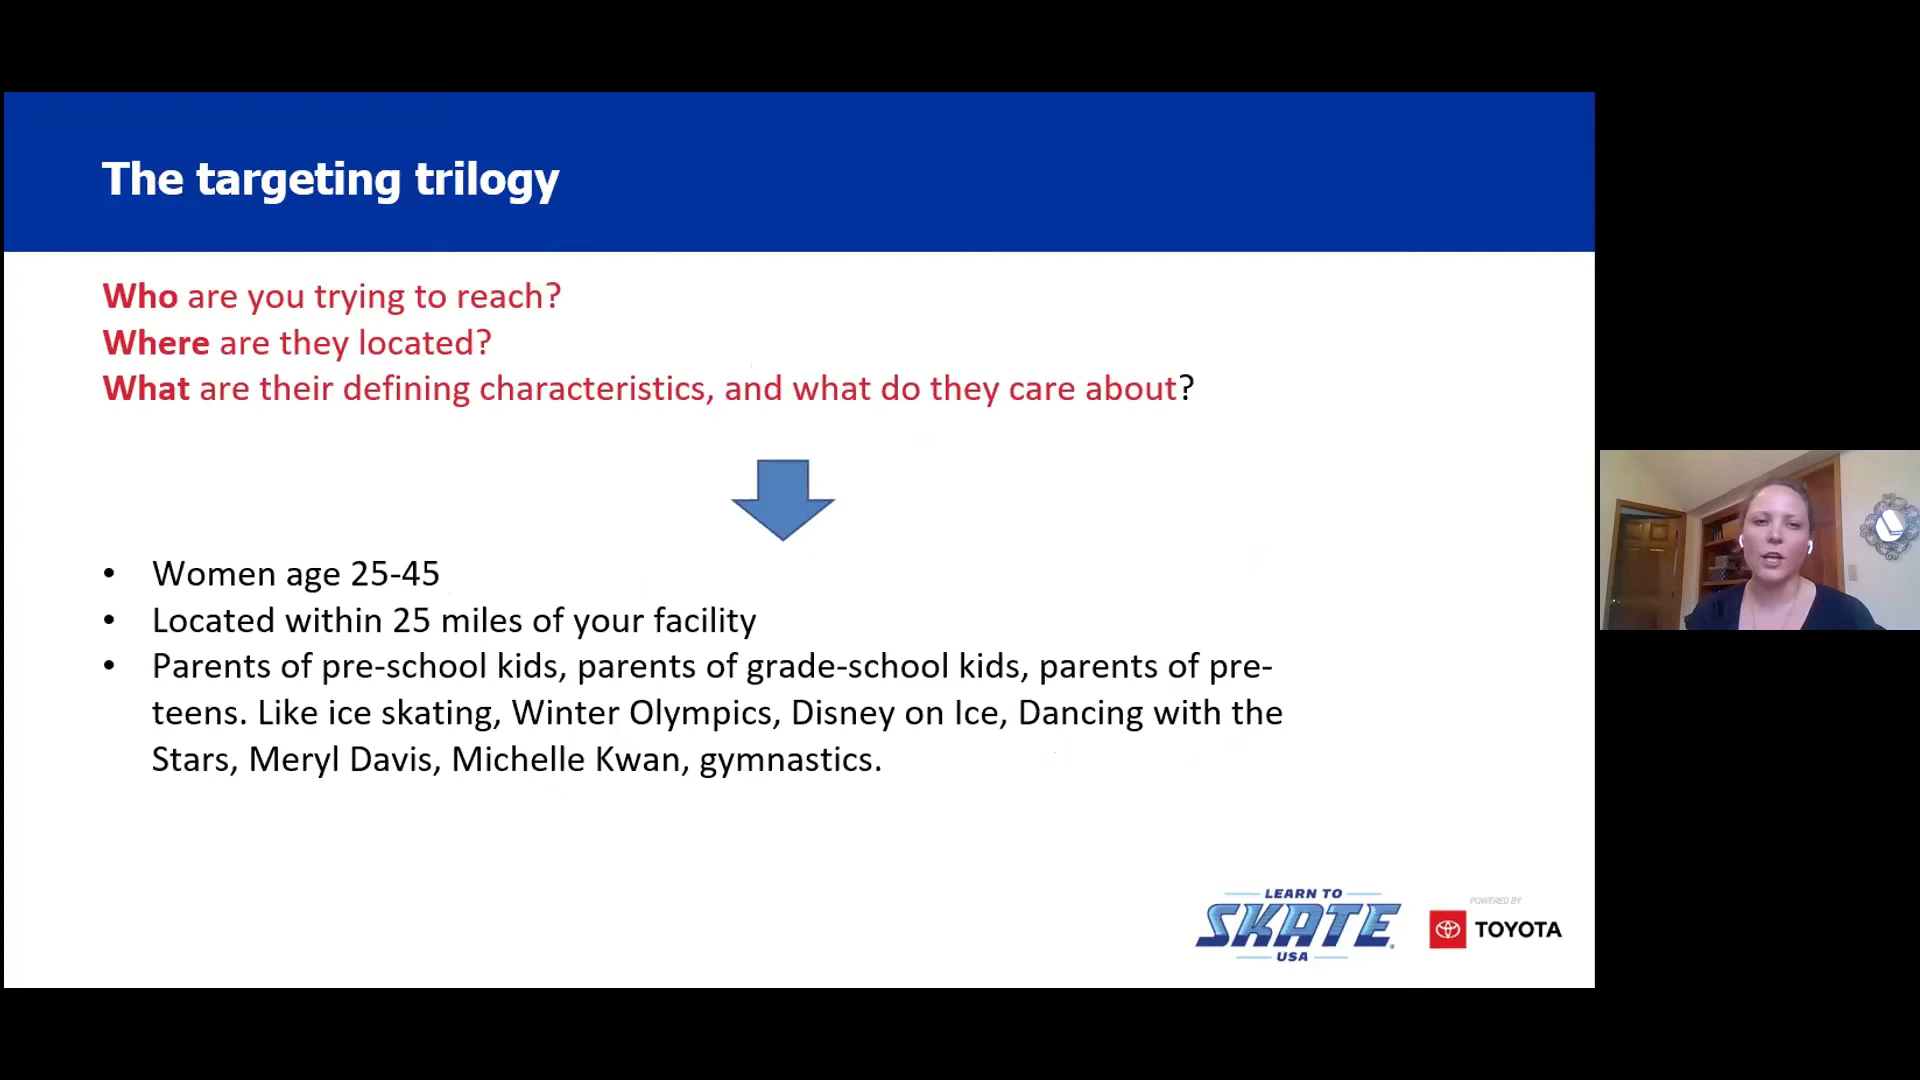 The targeting trilogy
Who are you trying to reach?
Where are they located?
What are their defining characteristics, and what do they care about?
• Women age 25-45
• Located within 25 miles of your facility
• Parents of pre-school kids, parents of grade-school kids, parents of pre-
teens. Like ice skating, Winter Olympics, Disney on Ice, Dancing with the
Stars, Meryl Davis, Michelle Kwan, gymnastics.
LEARN TO
SKATE
USA
POWERED BY
TOYOTA